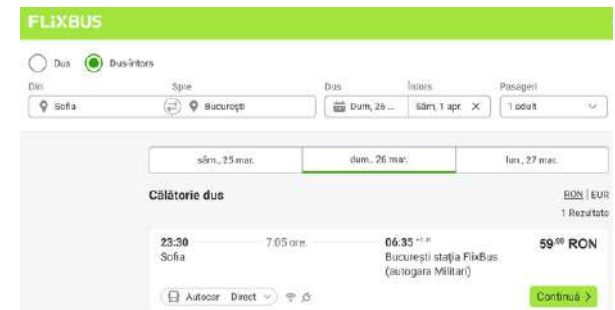 FLiXBUS
Dus Dus-întors
Din Spre Dus Întors Pasageri
Sofia București Dum, 26 ... Sâm, 1 apr. X 1 adult
sâm., 25 mar. dum., 26 mar. lun., 27 mar.
Călătorie dus RON | EUR
1 Rezultate
23:30 7:05 ore. 06:35 59,00 RON
Sofia București stația FlixBus
(autogara Militari)
Autocar Direct Continuă >